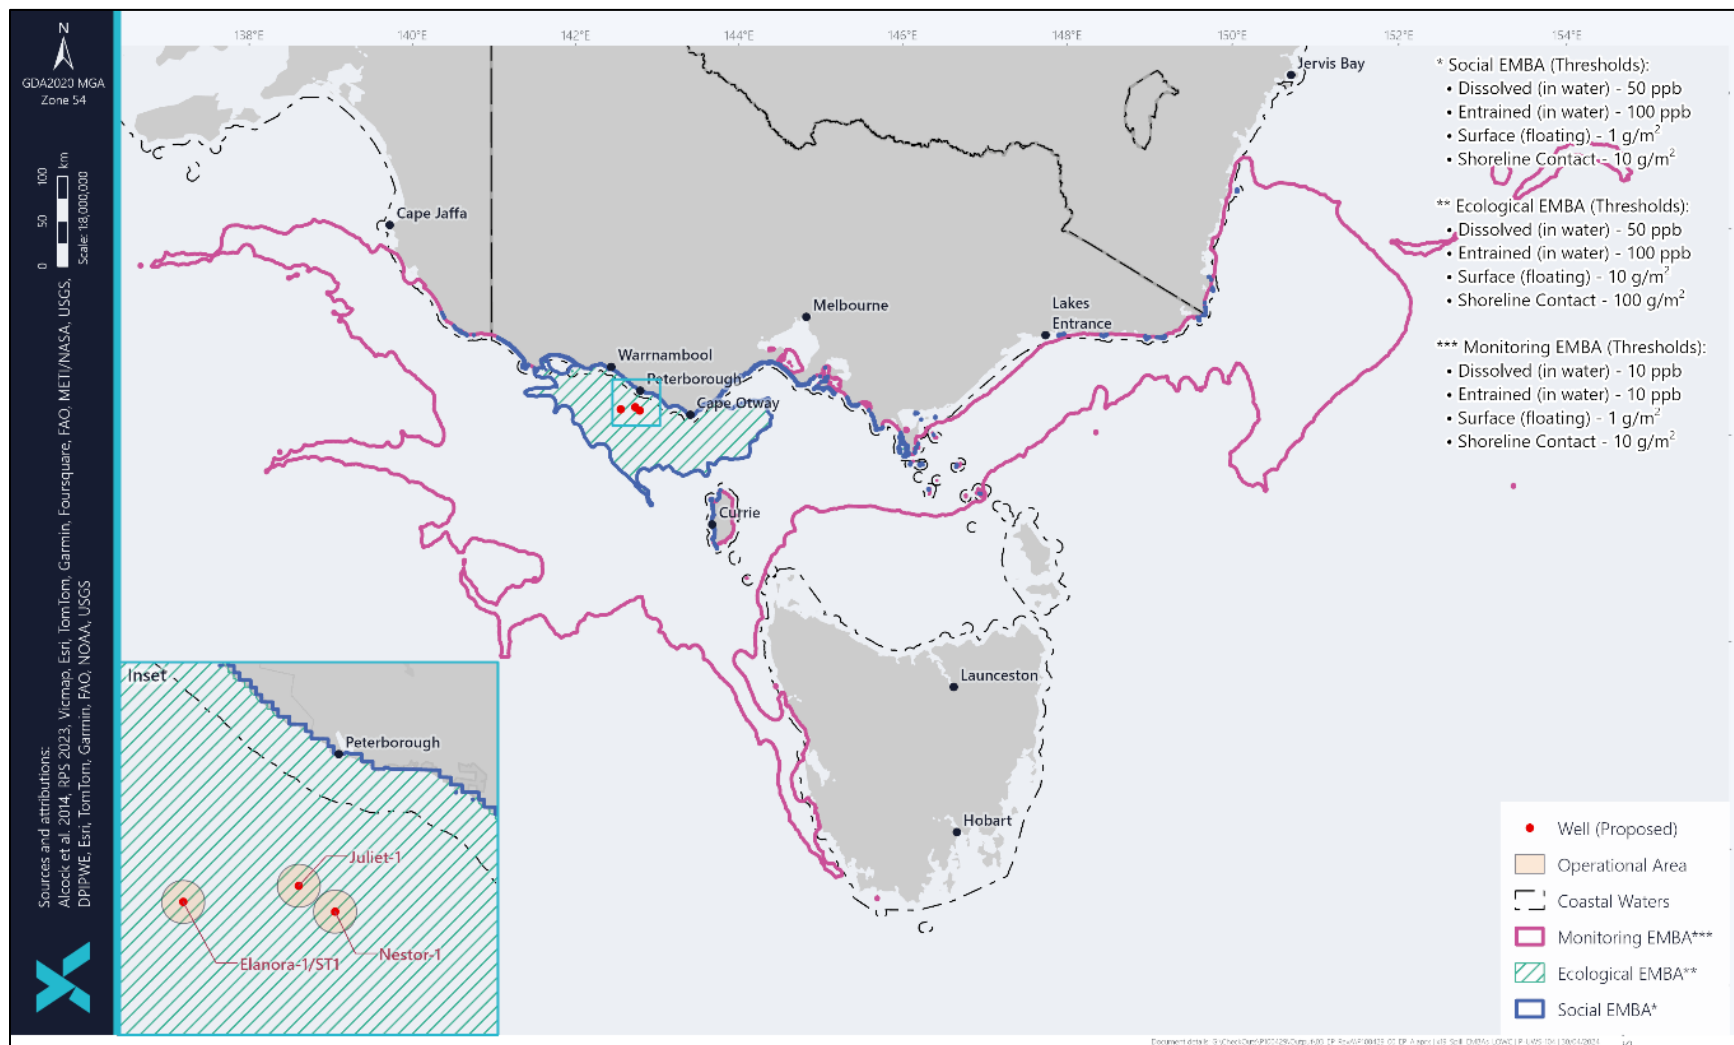 138°E
140°E
142°E
144°E
146°E
148°E
150°E
152°E
154°E
N
GDA2020 MGA
Zone 54
0 50 100 km
Scale: 1:8,000,000
Sources and attributions:
Alcock et al. 2014, RPS 2023, Vicmap, Esri, TomTom, Garmin, Foursquare, FAO, METI/NASA, USGS,
DPIPWE, Esri, TomTom, Garmin, FAO, NOAA, USGS
Jervis Bay
Cape Jaffa
Melbourne
Lakes
Entrance
Warrnambool
Peterborough
Cape Otway
Currie
Launceston
Hobart
* Social EMBA (Thresholds):
• Dissolved (in water) - 50 ppb
• Entrained (in water) - 100 ppb
• Surface (floating) - 1 g/m²
• Shoreline Contact - 10 g/m²
** Ecological EMBA (Thresholds):
• Dissolved (in water) - 50 ppb
• Entrained (in water) - 100 ppb
• Surface (floating) - 10 g/m²
• Shoreline Contact - 100 g/m²
*** Monitoring EMBA (Thresholds):
• Dissolved (in water) - 10 ppb
• Entrained (in water) - 10 ppb
• Surface (floating) - 1 g/m²
• Shoreline Contact - 10 g/m²
Inset
Peterborough
Juliet-1
Nestor-1
Elanora-1/ST1
Well (Proposed)
Operational Area
Coastal Waters
Monitoring EMBA***
Ecological EMBA**
Social EMBA*